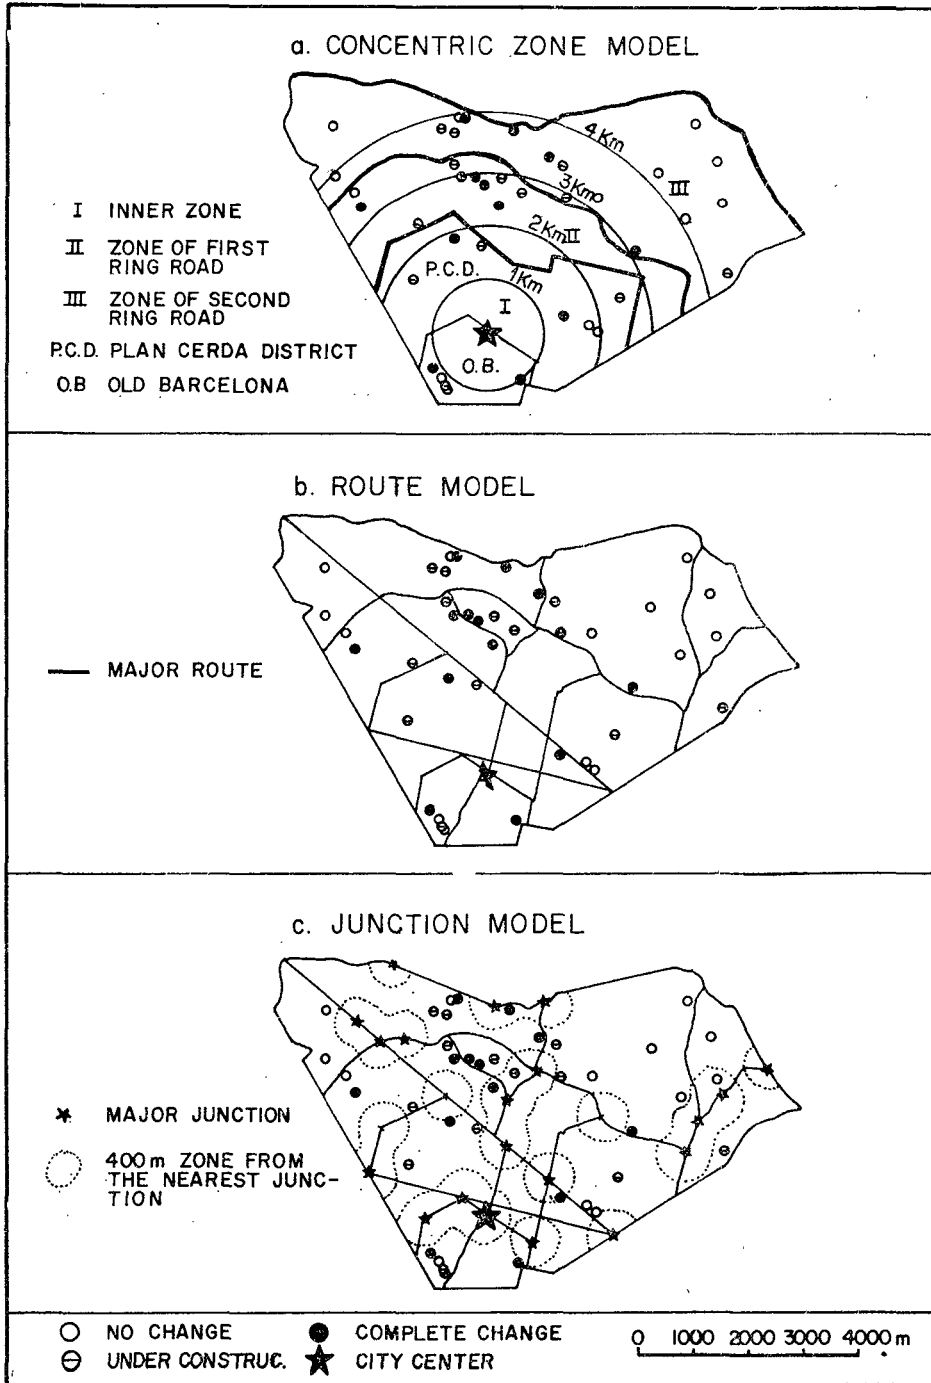 a. CONCENTRIC ZONE MODEL
4 Km
3 Km
III
2 Km
II
P.C.D.
1 Km
I
O.B.
I INNER ZONE
II ZONE OF FIRST
RING ROAD
III ZONE OF SECOND
RING ROAD
P.C.D. PLAN CERDA DISTRICT
O.B OLD BARCELONA
b. ROUTE MODEL
MAJOR ROUTE
c. JUNCTION MODEL
MAJOR JUNCTION
400 m ZONE FROM
THE NEAREST JUNC-
TION
NO CHANGE
COMPLETE CHANGE
UNDER CONSTRUC.
CITY CENTER
0 1000 2000 3000 4000 m